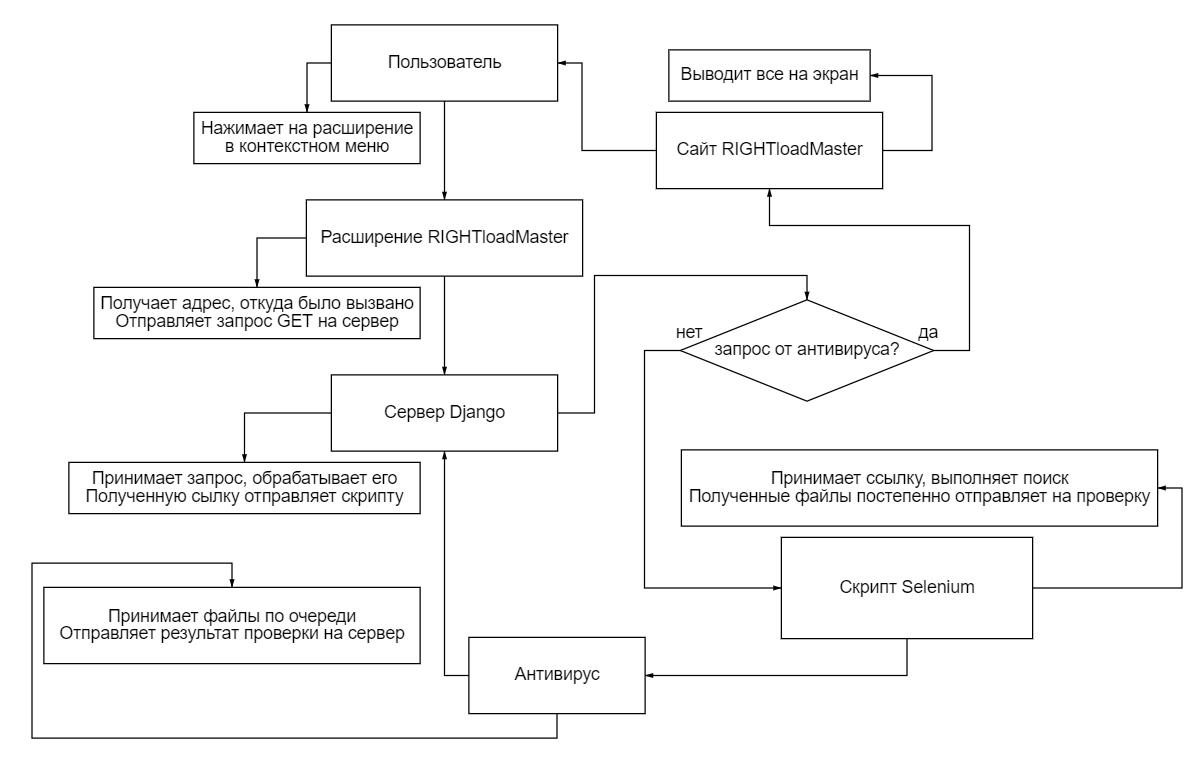 Пользователь
Выводит все на экран
Нажимает на расширение
в контекстном меню
Сайт RIGHTloadMaster
Расширение RIGHTloadMaster
Получает адрес, откуда было вызвано
Отправляет запрос GET на сервер
нет
да
запрос от антивируса?
Сервер Django
Принимает запрос, обрабатывает его
Полученную сылку отправляет скрипту
Принимает ссылку, выполняет поиск
Полученные файлы постепенно отправляет на проверку
Скрипт Selenium
Принимает файлы по очереди
Отправляет результат проверки на сервер
Антивирус